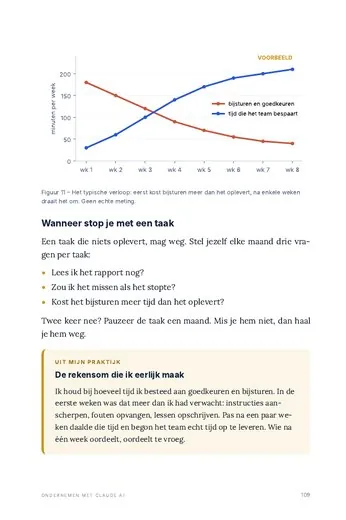 VOORBEELD
minuten per week
200
150
100
50
0
bijsturen en goedkeuren
tijd die het team bespaart
wk 1 wk 2 wk 3 wk 4 wk 5 wk 6 wk 7 wk 8
Figuur 11 – Het typische verloop: eerst kost bijsturen meer dan het oplevert, na enkele weken
draait het om. Geen echte meting.
Wanneer stop je met een taak
Een taak die niets oplevert, mag weg. Stel jezelf elke maand drie vra-
gen per taak:
• Lees ik het rapport nog?
• Zou ik het missen als het stopte?
• Kost het bijsturen meer tijd dan het oplevert?
Twee keer nee? Pauzeer de taak een maand. Mis je hem niet, dan haal
je hem weg.
UIT MIJN PRAKTIJK
De rekensom die ik eerlijk maak
Ik houd bij hoeveel tijd ik besteed aan goedkeuren en bijsturen. In de
eerste weken was dat meer dan ik had verwacht: instructies aan-
scherpen, fouten opvangen, lessen opschrijven. Pas na een paar we-
ken daalde die tijd en begon het team echt tijd op te leveren. Wie na
één week oordeelt, oordeelt te vroeg.
ONDERNEMEN MET CLAUDE AI
109